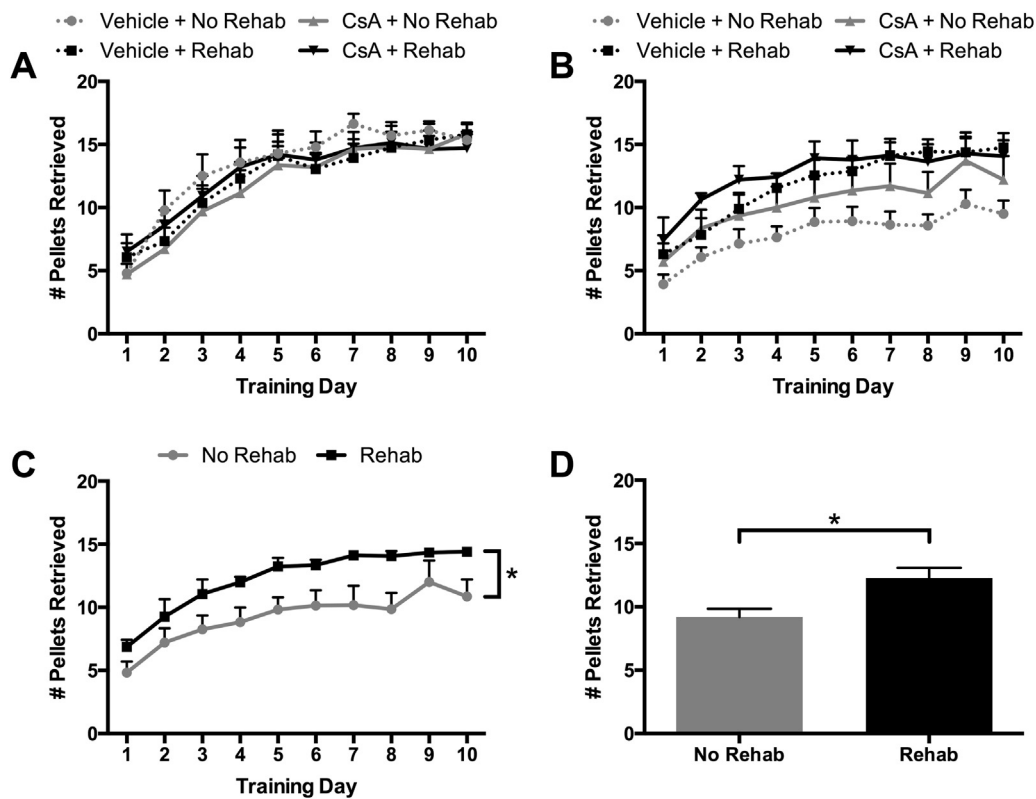 Vehicle + No Rehab CsA + No Rehab
Vehicle + Rehab CsA + Rehab
A
20
15
10
5
0
# Pellets Retrieved
1 2 3 4 5 6 7 8 9 10
Training Day
Vehicle + No Rehab CsA + No Rehab
Vehicle + Rehab CsA + Rehab
B
20
15
10
5
0
# Pellets Retrieved
1 2 3 4 5 6 7 8 9 10
Training Day
C
No Rehab Rehab
20
15
10
5
0
# Pellets Retrieved
*
1 2 3 4 5 6 7 8 9 10
Training Day
D
20
15
10
5
0
# Pellets Retrieved
*
No Rehab Rehab